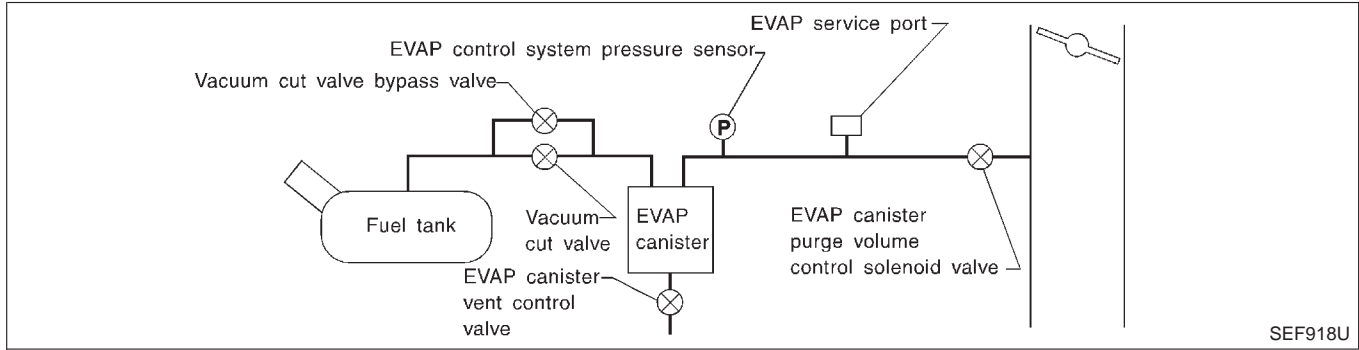 EVAP service port
EVAP control system pressure sensor
Vacuum cut valve bypass valve
P
Fuel tank
Vacuum
cut valve
EVAP
canister
EVAP canister
purge volume
control solenoid valve
EVAP canister
vent control
valve
SEF918U